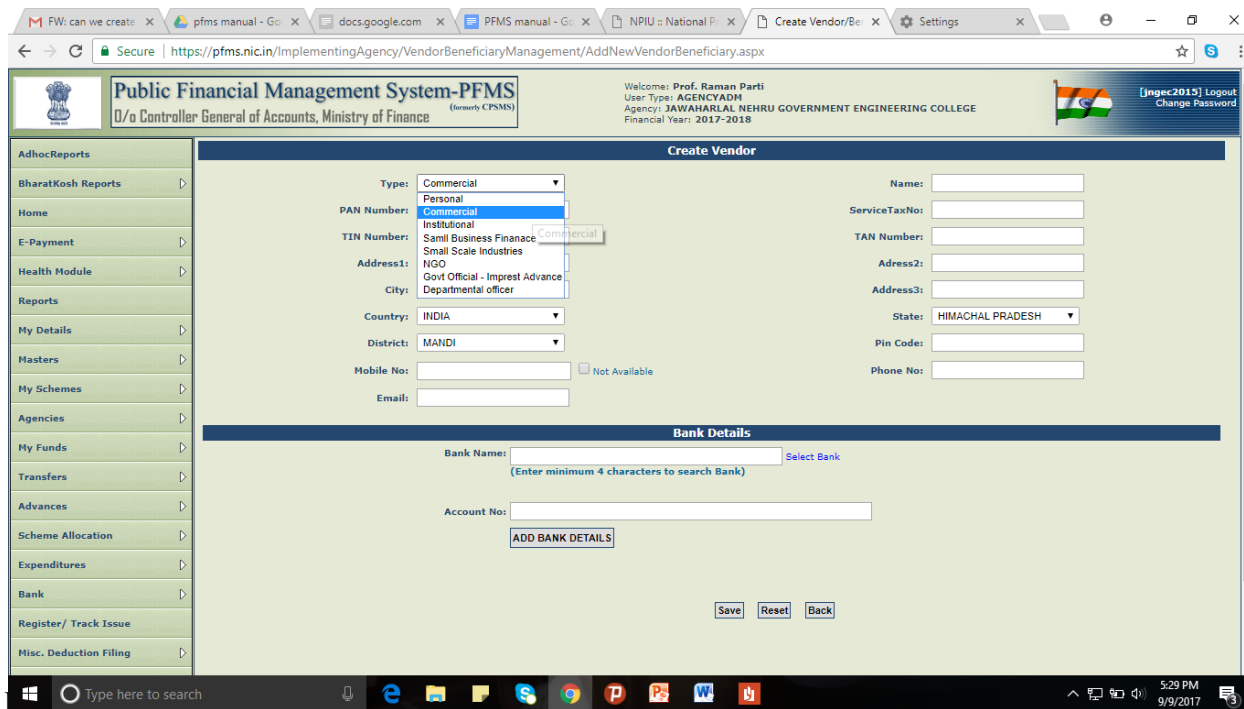 FW: can we create
pfms manual - Go
docs.google.com
PFMS manual - Go
NPIU :: National Pr
Create Vendor/Ber
Settings
Secure | https://pfms.nic.in/ImplementingAgency/VendorBeneficiaryManagement/AddNewVendorBeneficiary.aspx
Public Financial Management System-PFMS
(formerly CPSMS)
O/o Controller General of Accounts, Ministry of Finance
Welcome: Prof. Raman Parti
User Type: AGENCYADM
Agency: JAWAHARLAL NEHRU GOVERNMENT ENGINEERING COLLEGE
Financial Year: 2017-2018
[jngec2015] Logout
Change Password
AdhocReports
BharatKosh Reports
Home
E-Payment
Health Module
Reports
My Details
Masters
My Schemes
Agencies
My Funds
Transfers
Advances
Scheme Allocation
Expenditures
Bank
Register/ Track Issue
Misc. Deduction Filing
Create Vendor
Type: Commercial
Name:
Personal
Commercial
Institutional
Samll Business Finanace
Small Scale Industries
NGO
Govt Official - Imprest Advance
Departmental officer
Commercial
PAN Number:
ServiceTaxNo:
TIN Number:
TAN Number:
Address1:
Adress2:
City:
Address3:
Country: INDIA
State: HIMACHAL PRADESH
District: MANDI
Pin Code:
Mobile No:
Not Available
Phone No:
Email:
Bank Details
Bank Name:
Select Bank
(Enter minimum 4 characters to search Bank)
Account No:
ADD BANK DETAILS
Save Reset Back
Type here to search
5:29 PM
9/9/2017
3